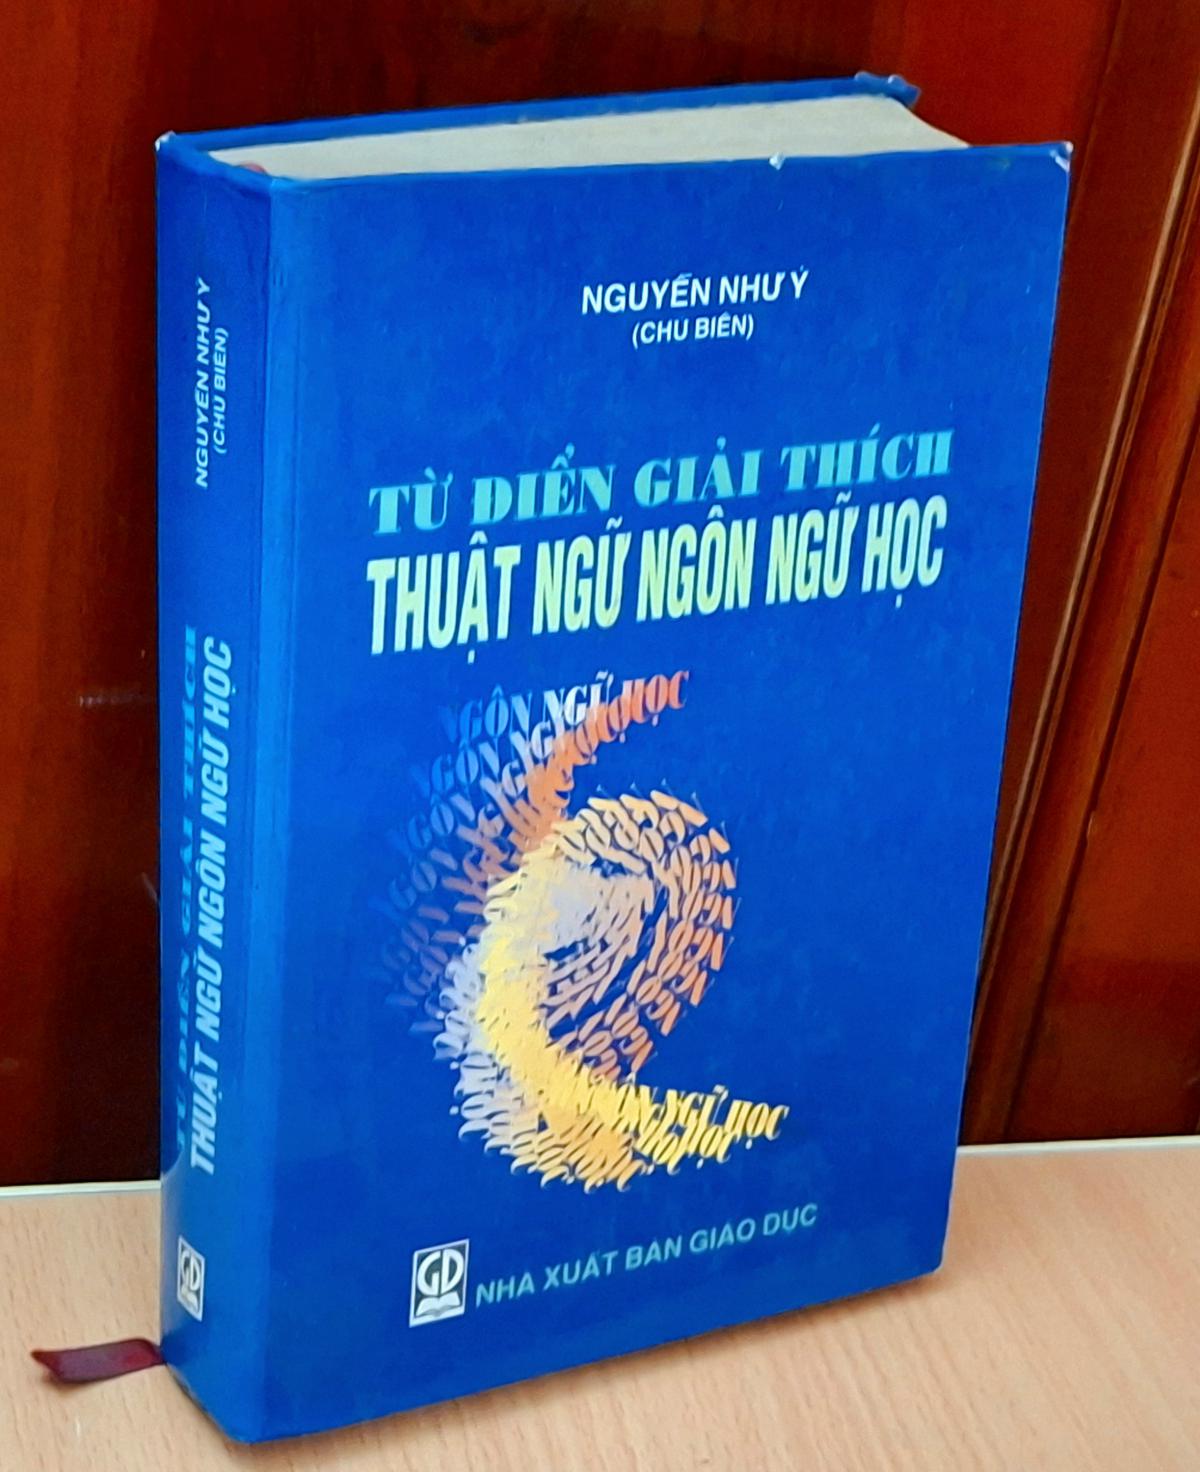 NGUYỄN NHƯ Ý
(CHỦ BIÊN)
TỪ ĐIỂN GIẢI THÍCH
THUẬT NGỮ NGÔN NGỮ HỌC
NGÔN NGỮ HỌC
NGÔN NGỮ HỌC
GD
NHÀ XUẤT BẢN GIÁO DỤC
NGUYỄN NHƯ Ý
(CHỦ BIÊN)
TỪ ĐIỂN GIẢI THÍCH
THUẬT NGỮ NGÔN NGỮ HỌC
GD